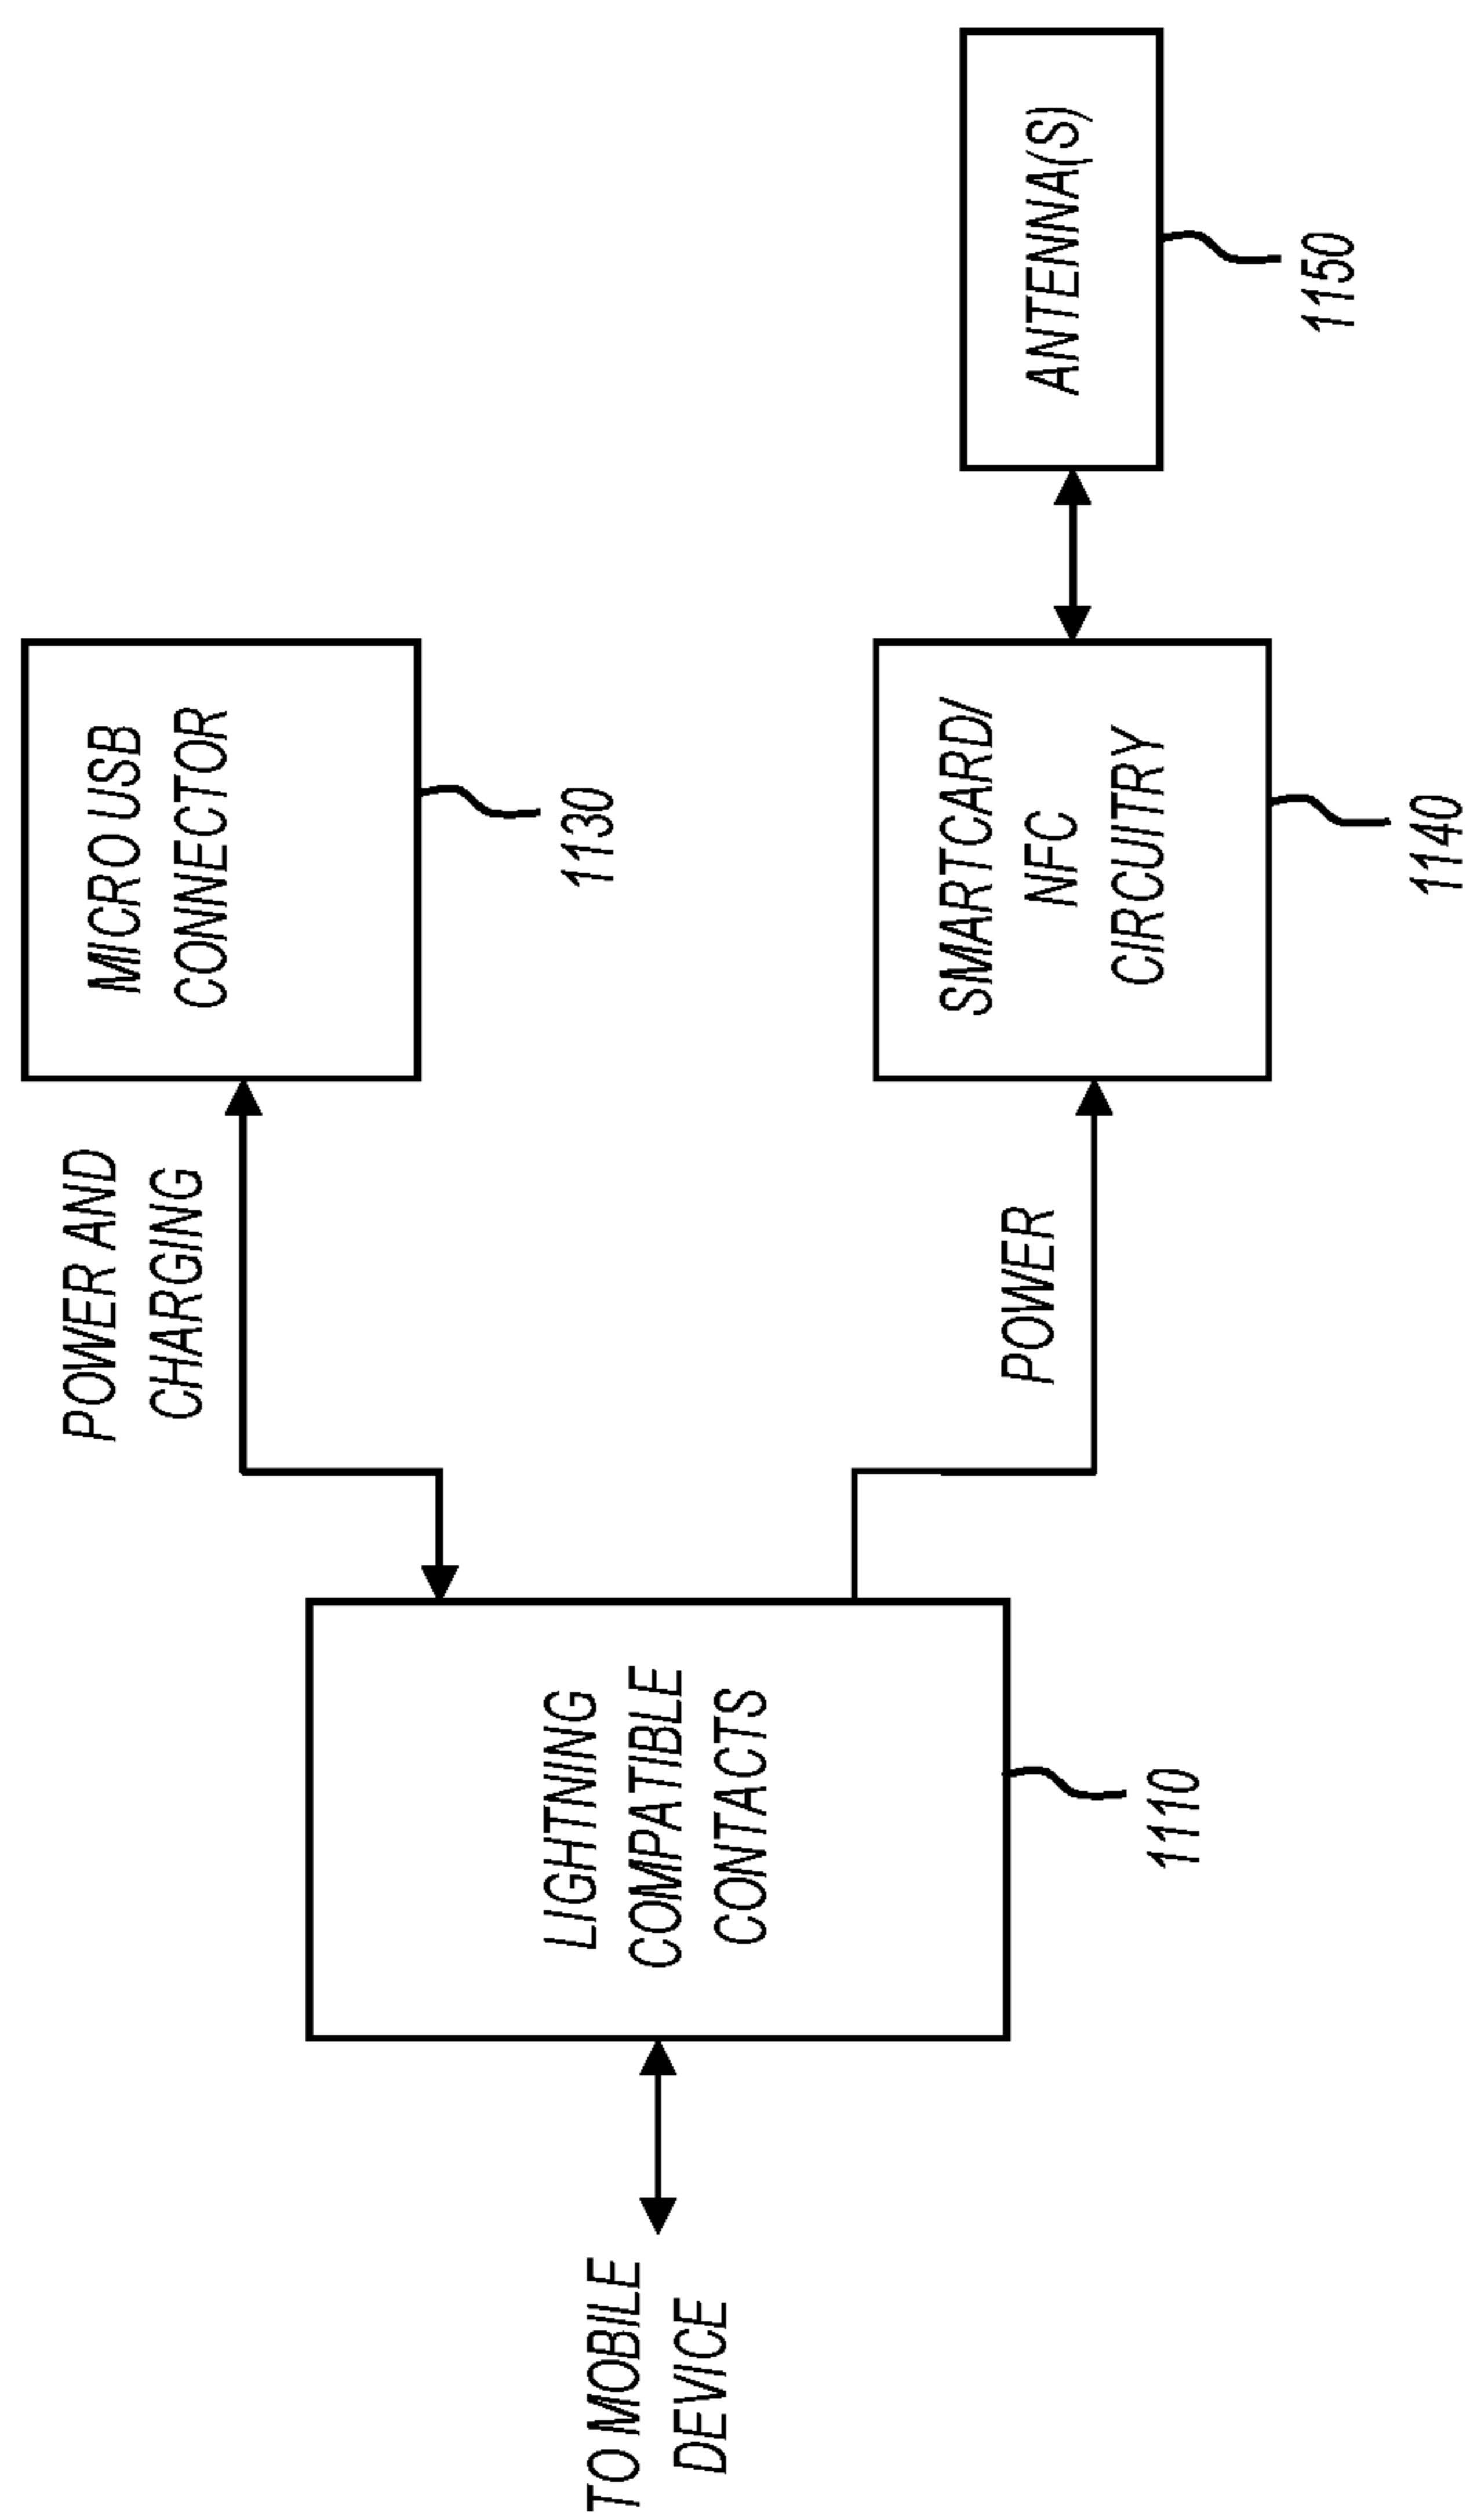 TO MOBILE
DEVICE
LIGHTNING
COMPATIBLE
CONTACTS
1110
POWER AND
CHARGING
MICRO USB
CONNECTOR
1130
POWER
SMARTCARD/
NFC
CIRCUITRY
1140
ANTENNA(S)
1150